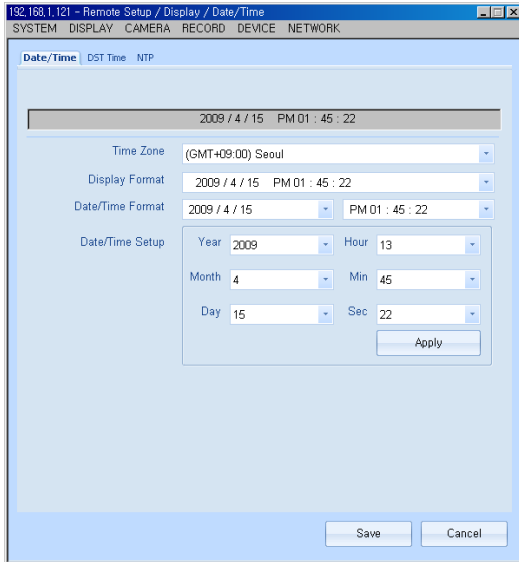 192,168,1,121 - Remote Setup / Display / Date/Time
SYSTEM DISPLAY CAMERA RECORD DEVICE NETWORK
Date/Time DST Time NTP
2009 / 4 / 15 PM 01 : 45 : 22
Time Zone (GMT+09:00) Seoul
Display Format 2009 / 4 / 15 PM 01 : 45 : 22
Date/Time Format 2009 / 4 / 15 PM 01 : 45 : 22
Date/Time Setup Year 2009 Hour 13
Month 4 Min 45
Day 15 Sec 22
Apply
Save Cancel